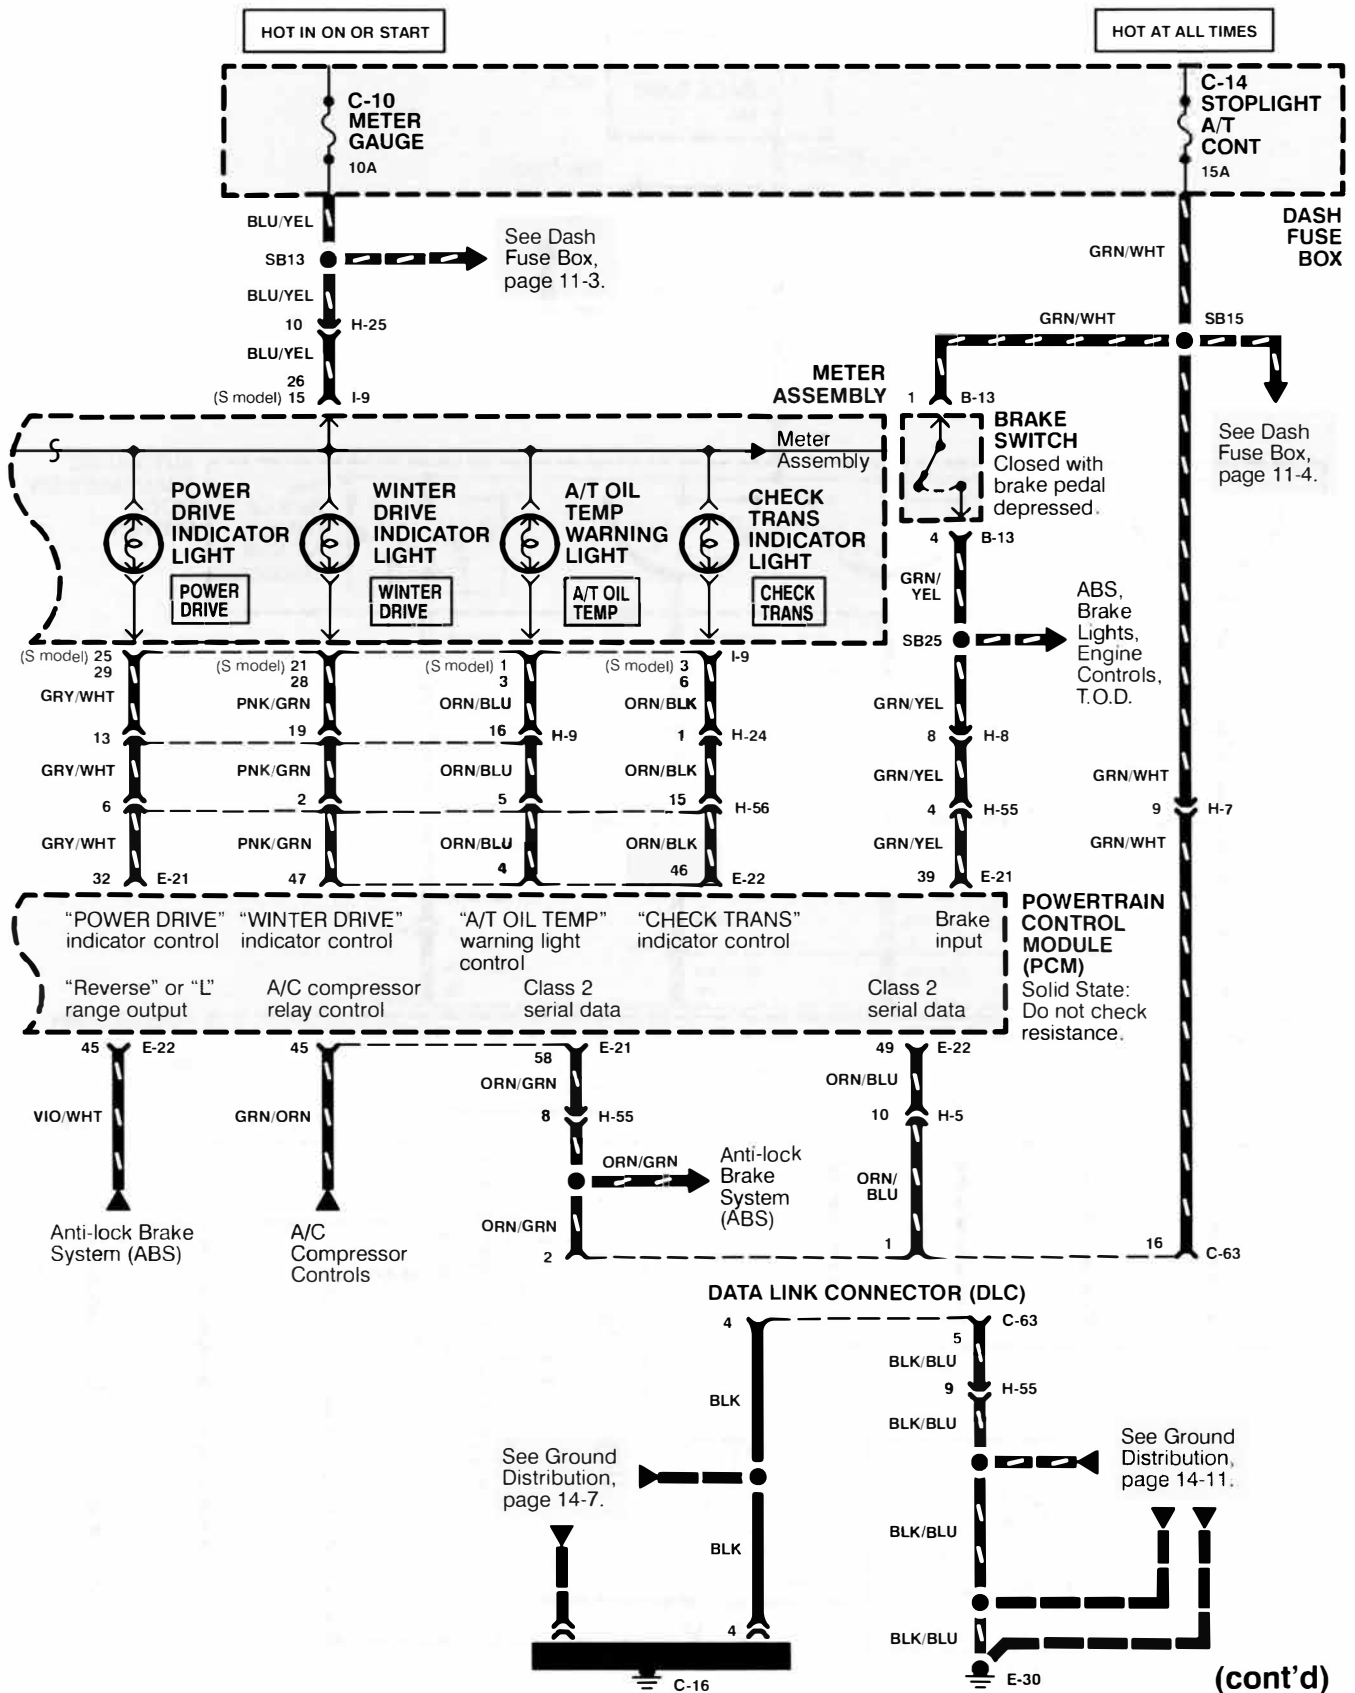 HOT IN ON OR START
HOT AT ALL TIMES
C-10
METER
GAUGE
10A
C-14
STOPLIGHT
A/T
CONT
15A
DASH
FUSE
BOX
BLU/YEL
SB13
See Dash
Fuse Box,
page 11-3.
GRN/WHT
BLU/YEL
10 H-25
GRN/WHT
SB15
BLU/YEL
26
(S model) 15 I-9
METER
ASSEMBLY
1 B-13
See Dash
Fuse Box,
page 11-4.
Meter
Assembly
BRAKE
SWITCH
Closed with
brake pedal
depressed.
POWER
DRIVE
INDICATOR
LIGHT
POWER
DRIVE
WINTER
DRIVE
INDICATOR
LIGHT
WINTER
DRIVE
A/T OIL
TEMP
WARNING
LIGHT
A/T OIL
TEMP
CHECK
TRANS
INDICATOR
LIGHT
CHECK
TRANS
4 B-13
GRN/
YEL
SB25
ABS,
Brake
Lights,
Engine
Controls,
T.O.D.
(S model) 25
29
(S model) 21
28
(S model) 1
3
(S model) 3
6
I-9
GRY/WHT
PNK/GRN
ORN/BLU
ORN/BLK
GRN/YEL
13
19
16 H-9
1 H-24
8 H-8
GRY/WHT
PNK/GRN
ORN/BLU
ORN/BLK
GRN/YEL
GRN/WHT
6
2
5
15 H-56
4 H-55
9 H-7
GRY/WHT
PNK/GRN
ORN/BLU
ORN/BLK
GRN/YEL
GRN/WHT
32 E-21
47
4
46 E-22
39 E-21
"POWER DRIVE"
indicator control
"WINTER DRIVE"
indicator control
"A/T OIL TEMP"
warning light
control
"CHECK TRANS"
indicator control
Brake
input
POWERTRAIN
CONTROL
MODULE
(PCM)
Solid State:
Do not check
resistance.
"Reverse" or "L"
range output
A/C compressor
relay control
Class 2
serial data
Class 2
serial data
45 E-22
45
58
E-21
49 E-22
VIO/WHT
GRN/ORN
ORN/GRN
ORN/BLU
8 H-55
10 H-5
ORN/GRN
Anti-lock
Brake
System
(ABS)
ORN/
BLU
ORN/GRN
Anti-lock Brake
System (ABS)
A/C
Compressor
Controls
2
1
16
C-63
DATA LINK CONNECTOR (DLC)
4
5
C-63
BLK/BLU
9 H-55
BLK
BLK/BLU
See Ground
Distribution,
page 14-7.
See Ground
Distribution,
page 14-11.
BLK
BLK/BLU
4
BLK/BLU
C-16
E-30
(cont'd)